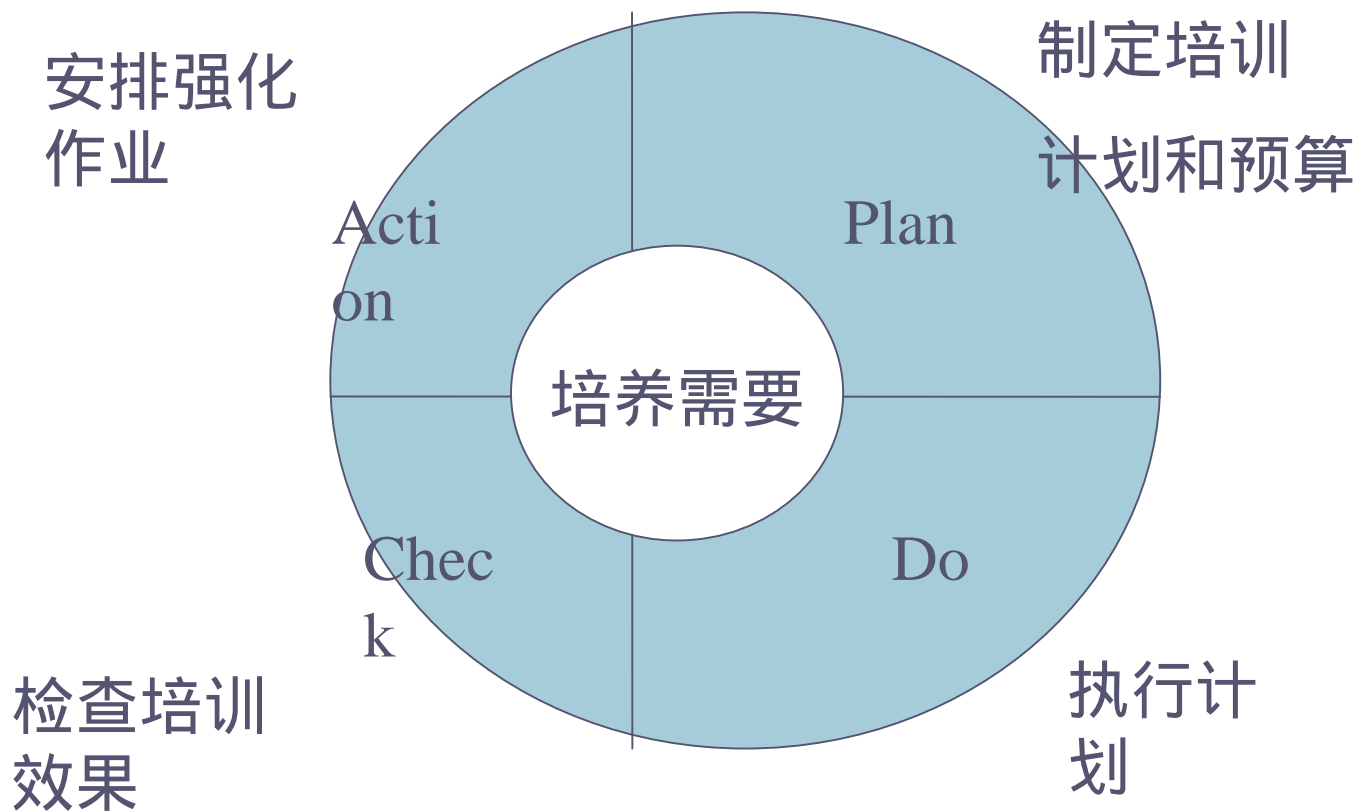 安排强化
作业
制定培训
计划和预算
Acti
on
Plan
培养需要
Chec
k
Do
检查培训
效果
执行计
划